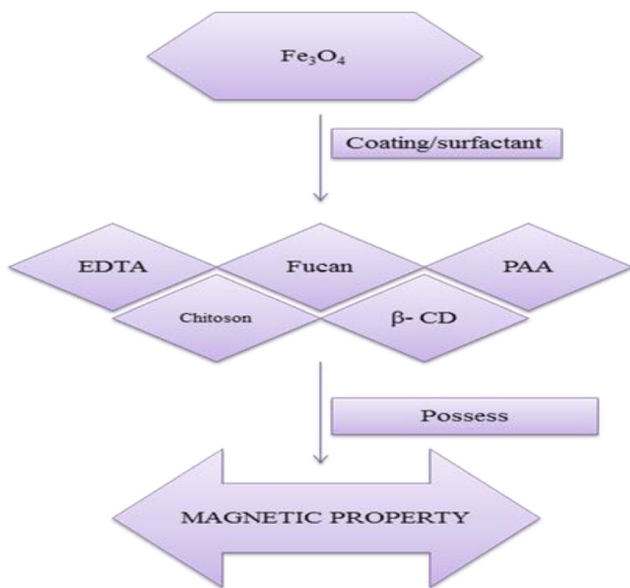 Fe₃O₄
Coating/surfactant
EDTA
Fucan
PAA
Chitoson
β- CD
Possess
MAGNETIC PROPERTY